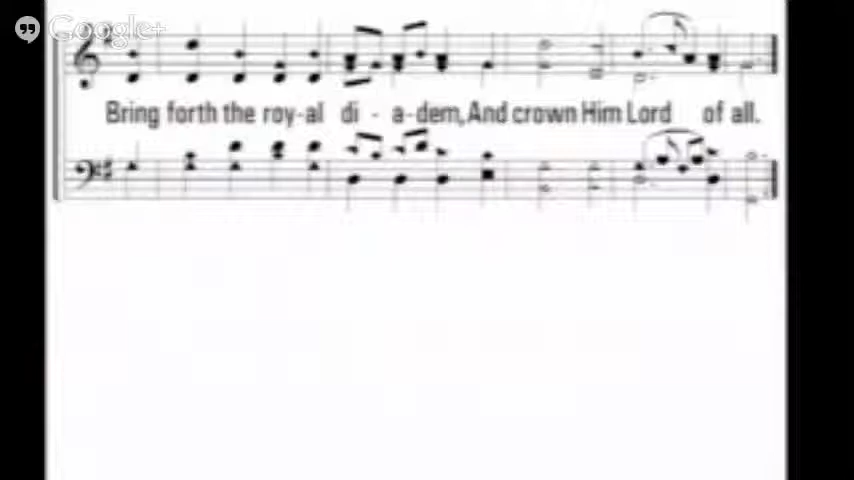 Google+
Bring forth the roy-al di - a-dem, And crown Him Lord of all.